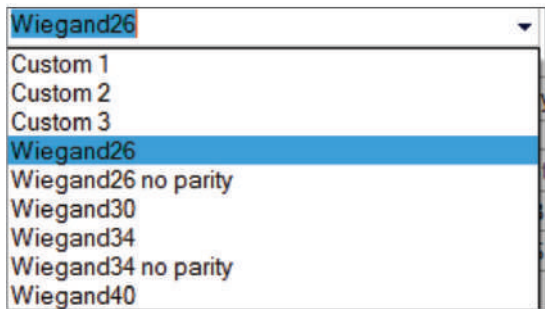 Wiegand26
Custom 1
Custom 2
Custom 3
Wiegand26
Wiegand26 no parity
Wiegand30
Wiegand34
Wiegand34 no parity
Wiegand40